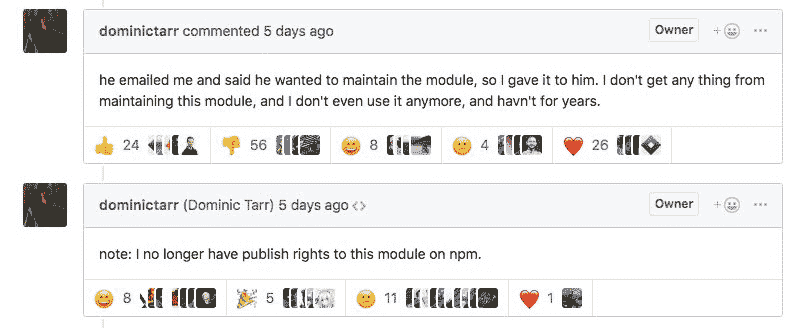 dominictarr commented 5 days ago Owner
he emailed me and said he wanted to maintain the module, so I gave it to him. I don't get any thing from
maintaining this module, and I don't even use it anymore, and havn't for years.
24 56 8 4 26
dominictarr (Dominic Tarr) 5 days ago <> Owner
note: I no longer have publish rights to this module on npm.
8 5 11 1